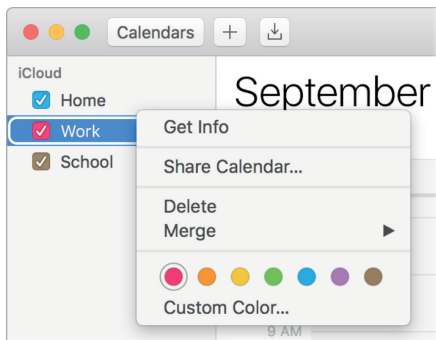 Calendars
iCloud
Home
Work
School
September
Get Info
Share Calendar...
Delete
Merge
Custom Color...
9 AM